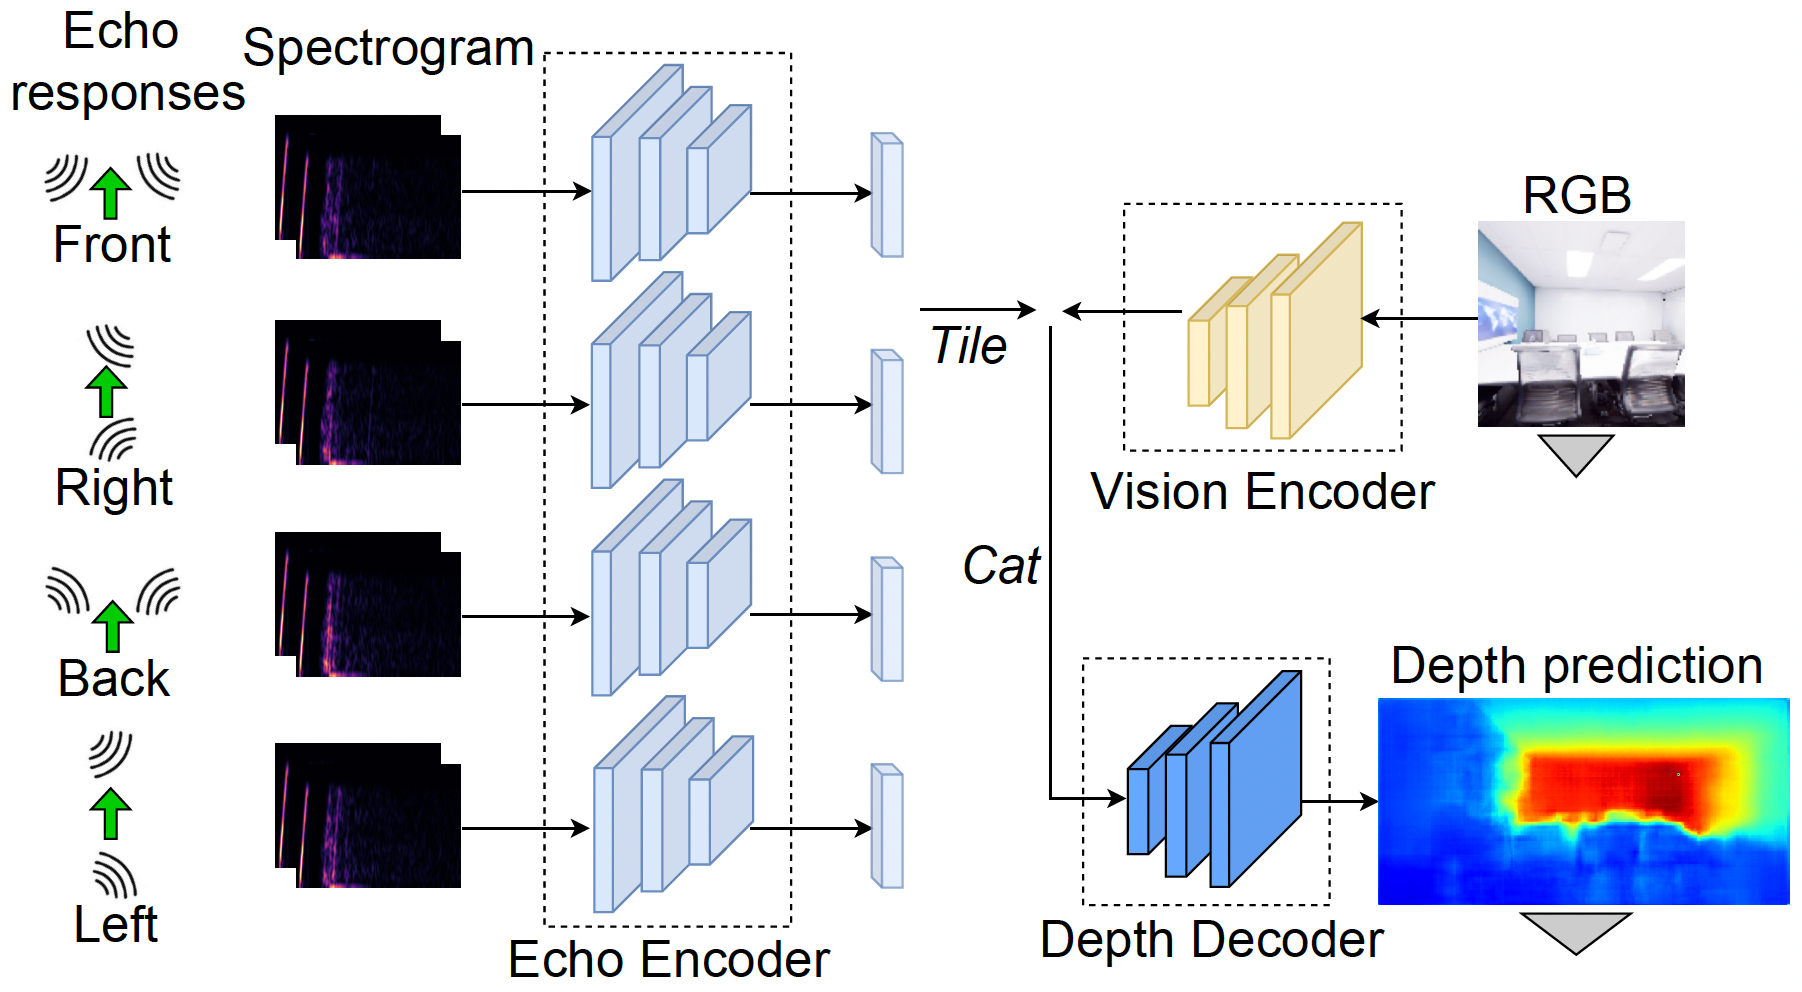 Echo
responses
Spectrogram
Front
Right
Back
Left
Echo Encoder
Tile
Cat
RGB
Vision Encoder
Depth prediction
Depth Decoder